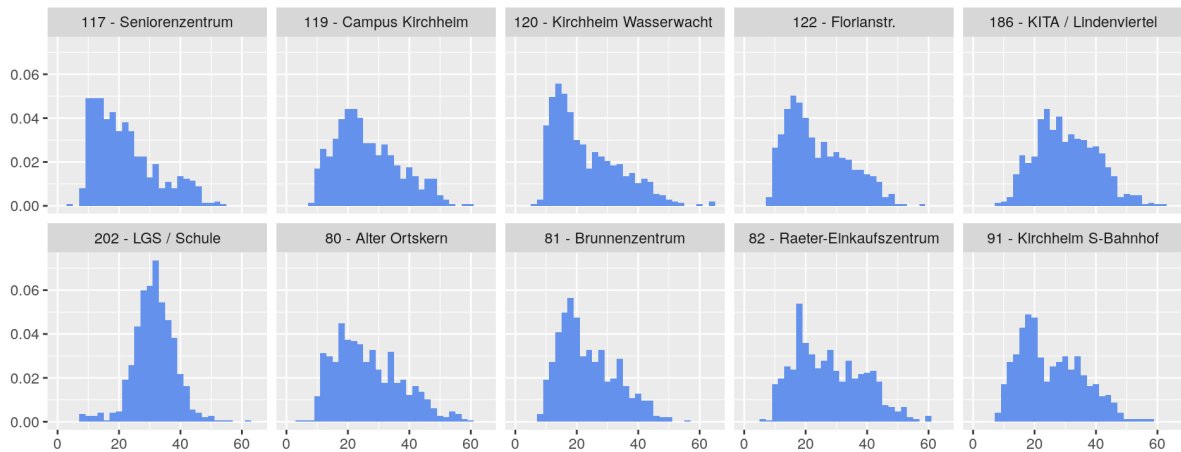 117 - Seniorenzentrum
119 - Campus Kirchheim
120 - Kirchheim Wasserwacht
122 - Florianstr.
186 - KITA / Lindenviertel
0.06
0.04
0.02
0.00
202 - LGS / Schule
80 - Alter Ortskern
81 - Brunnenzentrum
82 - Raeter-Einkaufszentrum
91 - Kirchheim S-Bahnhof
0.06
0.04
0.02
0.00
0 20 40 60 0 20 40 60 0 20 40 60 0 20 40 60 0 20 40 60